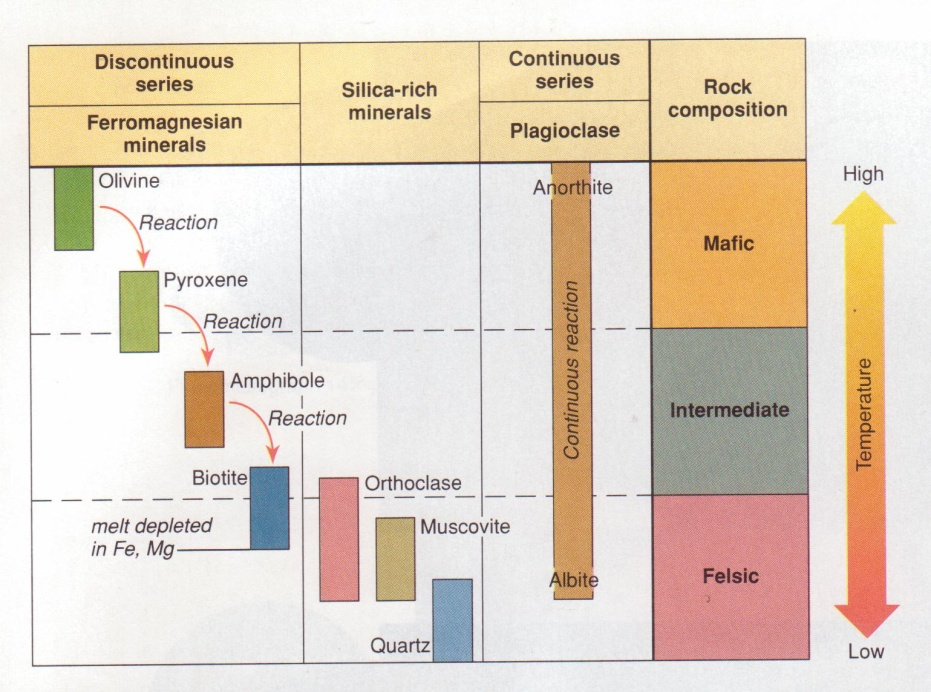 Discontinuous
series
Ferromagnesian
minerals
Silica-rich
minerals
Continuous
series
Plagioclase
Rock
composition
Olivine
Reaction
Pyroxene
Reaction
Amphibole
Reaction
Biotite
melt depleted
in Fe, Mg
Orthoclase
Muscovite
Quartz
Anorthite
Continuous reaction
Albite
Mafic
Intermediate
Felsic
High
Temperature
Low